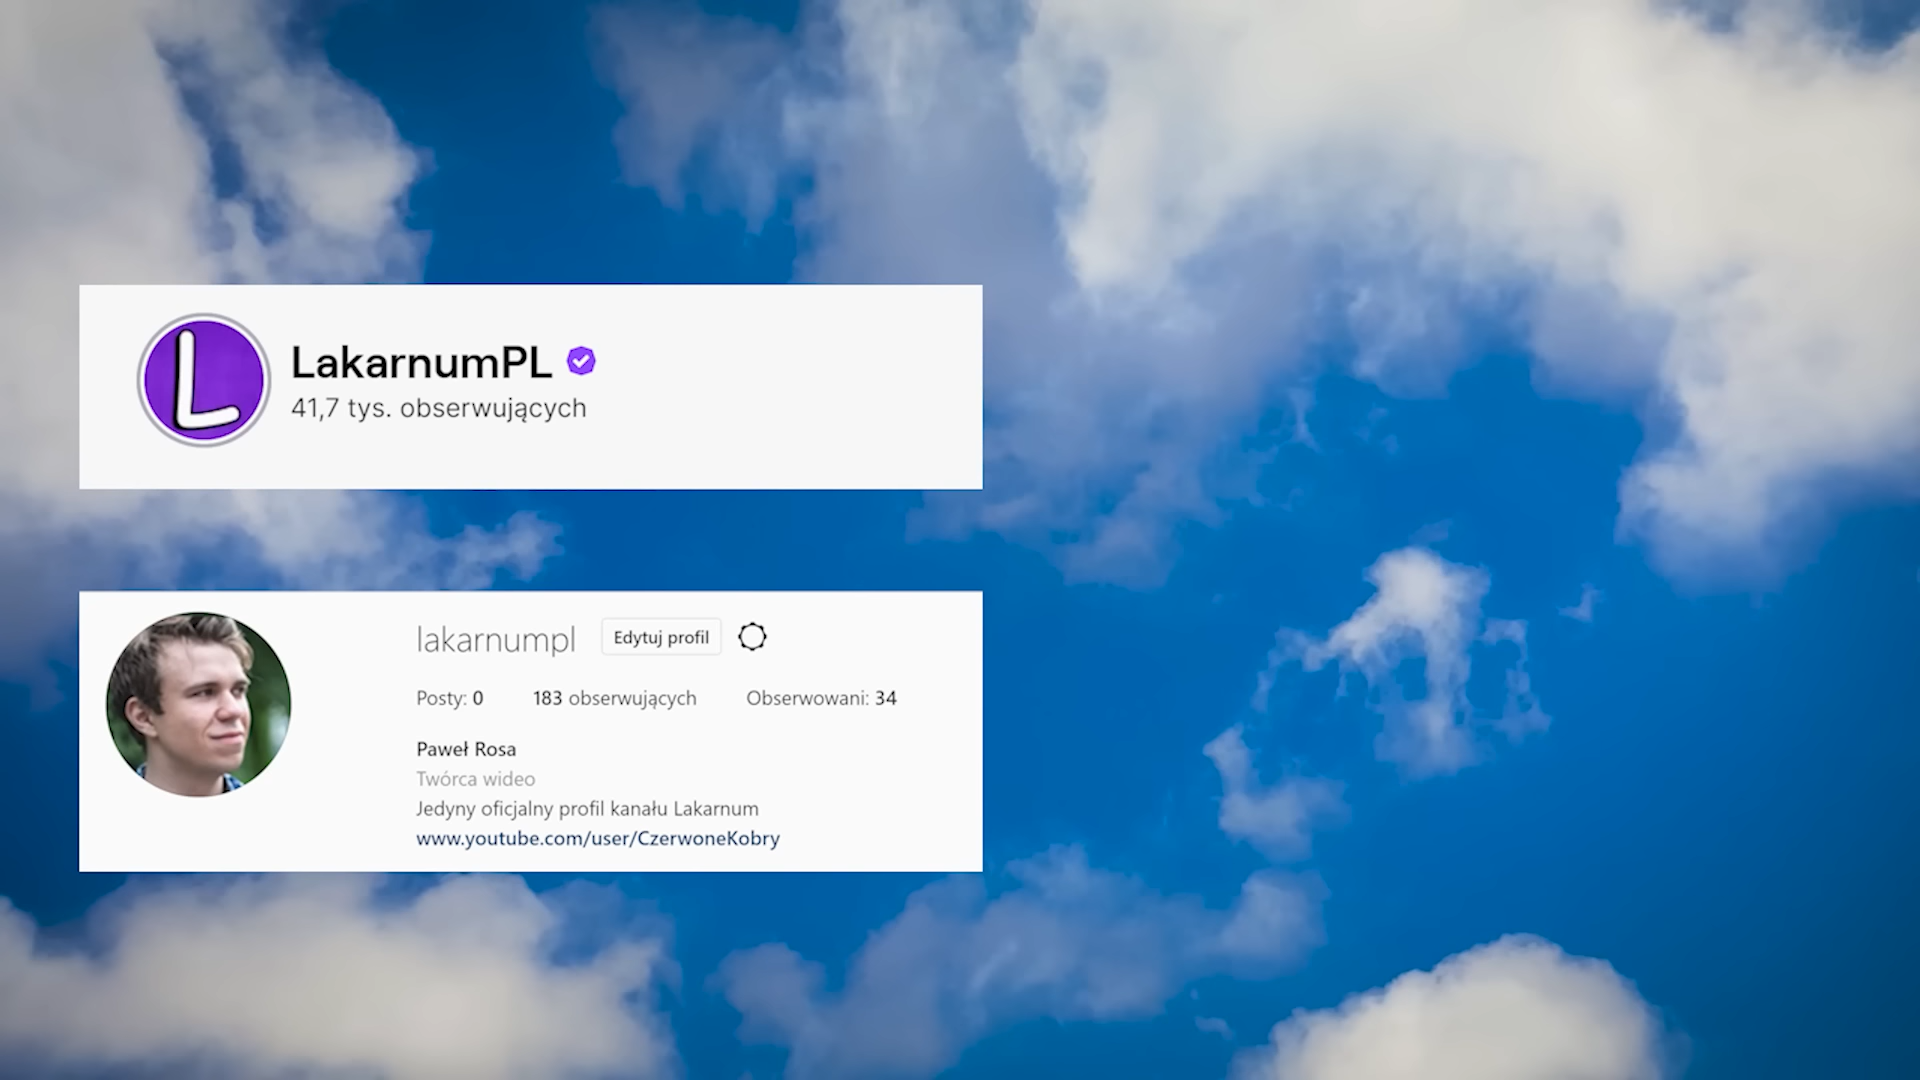 L
LakarnumPL
41,7 tys. obserwujących
lakarnumpl Edytuj profil
Posty: 0 183 obserwujących Obserwowani: 34
Paweł Rosa
Twórca wideo
Jedyny oficjalny profil kanału Lakarnum
www.youtube.com/user/CzerwoneKobry